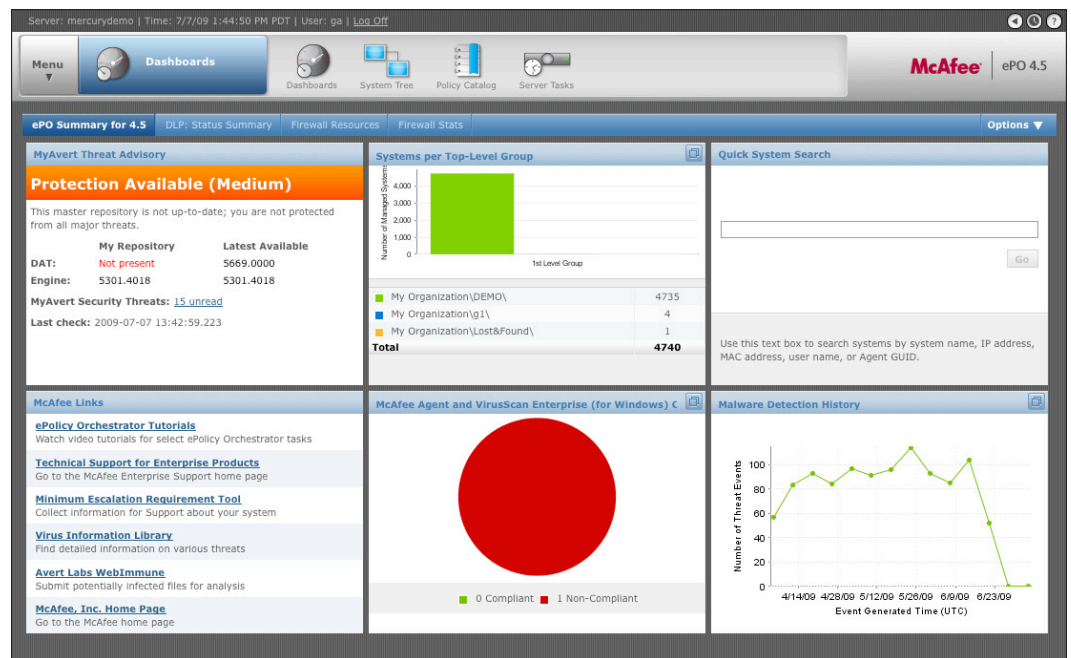 Server: mercurydemo | Time: 7/7/09 1:44:50 PM PDT | User: ga | Log Off
Menu
Dashboards
Dashboards
System Tree
Policy Catalog
Server Tasks
McAfee
ePO 4.5
ePO Summary for 4.5
DLP: Status Summary
Firewall Resources
Firewall Stats
Options
MyAvert Threat Advisory
Protection Available (Medium)
This master repository is not up-to-date; you are not protected
from all major threats.
My Repository Latest Available
DAT: Not present 5669.0000
Engine: 5301.4018 5301.4018
MyAvert Security Threats: 15 unread
Last check: 2009-07-07 13:42:59.223
Systems per Top-Level Group
Number of Managed Systems
4,000
3,000
2,000
1,000
0
1st Level Group
My Organization\DEMO\ 4735
My Organization\g1\ 4
My Organization\Lost&Found\ 1
Total 4740
Quick System Search
Go
Use this text box to search systems by system name, IP address,
MAC address, user name, or Agent GUID.
McAfee Links
ePolicy Orchestrator Tutorials
Watch video tutorials for select ePolicy Orchestrator tasks
Technical Support for Enterprise Products
Go to the McAfee Enterprise Support home page
Minimum Escalation Requirement Tool
Collect information for Support about your system
Virus Information Library
Find detailed information on various threats
Avert Labs WebImmune
Submit potentially infected files for analysis
McAfee, Inc. Home Page
Go to the McAfee home page
McAfee Agent and VirusScan Enterprise (for Windows) C
0 Compliant 1 Non-Compliant
Malware Detection History
Number of Threat Events
100
80
60
40
20
0
4/14/09 4/28/09 5/12/09 5/26/09 6/9/09 6/23/09
Event Generated Time (UTC)